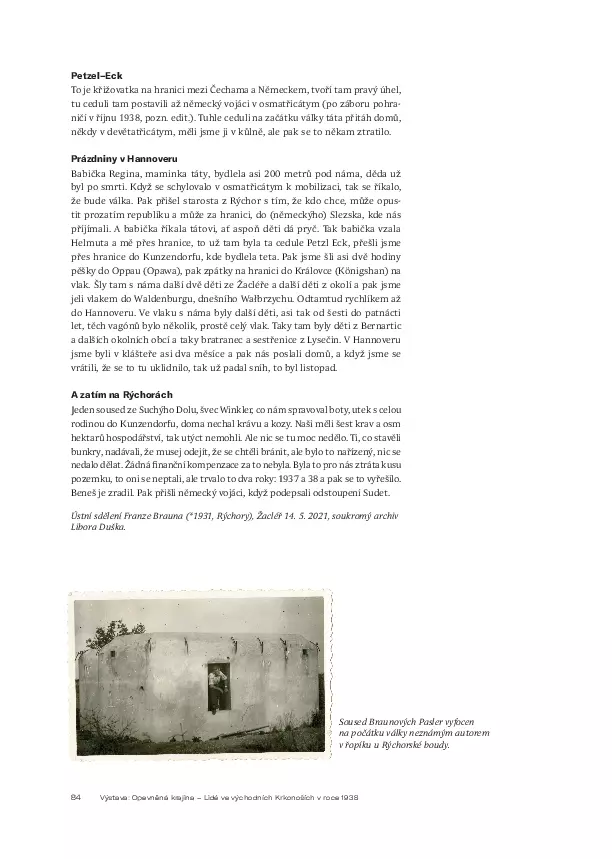 Petzel–Eck
To je křižovatka na hranici mezi Čechama a Německem, tvoří tam pravý úhel,
tu ceduli tam postavili až německý vojáci v osmatřicátým (po záboru pohra-
ničí v říjnu 1938, pozn. edit.). Tuhle ceduli na začátku války táta přitáh domů,
někdy v devětatřicátým, měli jsme ji v kůlně, ale pak se to někam ztratilo.
Prázdniny v Hannoveru
Babička Regina, maminka táty, bydlela asi 200 metrů pod náma, děda už
byl po smrti. Když se schylovalo v osmatřicátým k mobilizaci, tak se říkalo,
že bude válka. Pak přišel starosta z Rýchor s tím, že kdo chce, může opus-
tit prozatím republiku a může za hranici, do (německýho) Slezska, kde nás
příjímali. A babička říkala tátovi, ať aspoň děti dá pryč. Tak babička vzala
Helmuta a mě přes hranice, to už tam byla ta cedule Petzl Eck, přešli jsme
přes hranice do Kunzendorfu, kde bydlela teta. Pak jsme šli asi dvě hodiny
pěšky do Oppau (Opawa), pak zpátky na hranici do Královce (Königshan) na
vlak. Šly tam s náma další dvě děti ze Žacléře a další děti z okolí a pak jsme
jeli vlakem do Waldenburgu, dnešního Wałbrzychu. Odtamtud rychlíkem až
do Hannoveru. Ve vlaku s náma byly další děti, asi tak od šesti do patnácti
let, těch vagónů bylo několik, prostě celý vlak. Taky tam byly děti z Bernartic
a dalších okolních obcí a taky bratranec a sestřenice z Lysečin. V Hannoveru
jsme byli v klášteře asi dva měsíce a pak nás poslali domů, a když jsme se
vrátili, že se to tu uklidnilo, tak už padal sníh, to byl listopad.
A zatím na Rýchorách
Jeden soused ze Suchýho Dolu, švec Winkler, co nám spravoval boty, utek s celou
rodinou do Kunzendorfu, doma nechal krávu a kozy. Naši měli šest krav a osm
hektarů hospodářství, tak utýct nemohli. Ale nic se tu moc nedělo. Ti, co stavěli
bunkry, nadávali, že musej odejít, že se chtěli bránit, ale bylo to nařízený, nic se
nedalo dělat. Žádná finanční kompenzace za to nebyla. Byla to pro nás ztráta kusu
pozemku, to oni se neptali, ale trvalo to dva roky: 1937 a 38 a pak se to vyřešilo.
Beneš je zradil. Pak přišli německý vojáci, když podepsali odstoupení Sudet.
Ústní sdělení Franze Brauna (*1931, Rýchory), Žacléř 14. 5. 2021, soukromý archiv
Libora Duška.
Soused Braunových Pasler vyfocen
na počátku války neznámým autorem
v řopíku u Rýchorské boudy.
84 Výstava: Opevněná krajina – Lidé ve východních Krkonoších v roce 1938